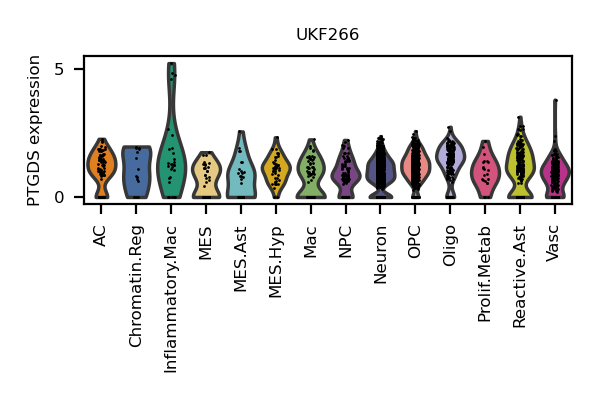 UKF266
PTGDS expression
5
0
AC
Chromatin.Reg
Inflammatory.Mac
MES
MES.Ast
MES.Hyp
Mac
NPC
Neuron
OPC
Oligo
Prolif.Metab
Reactive.Ast
Vasc